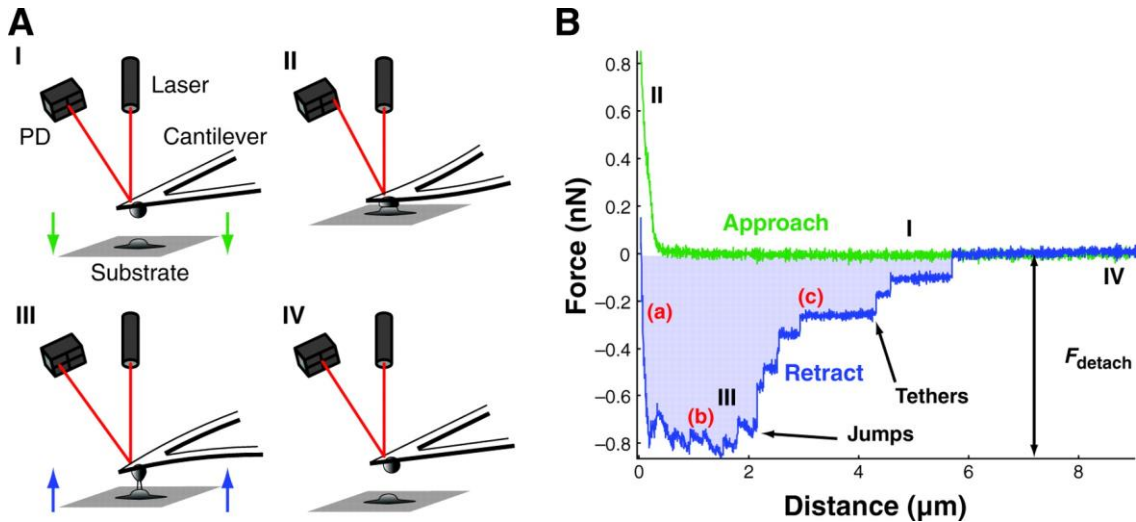 A
I
II
Laser
PD
Cantilever
Substrate
III
IV
B
Force (nN)
0.8
0.6
0.4
0.2
0
−0.2
−0.4
−0.6
−0.8
II
Approach
I
IV
(a)
(c)
Fdetach
Retract
Tethers
III
(b)
Jumps
0
2
4
6
8
Distance (μm)